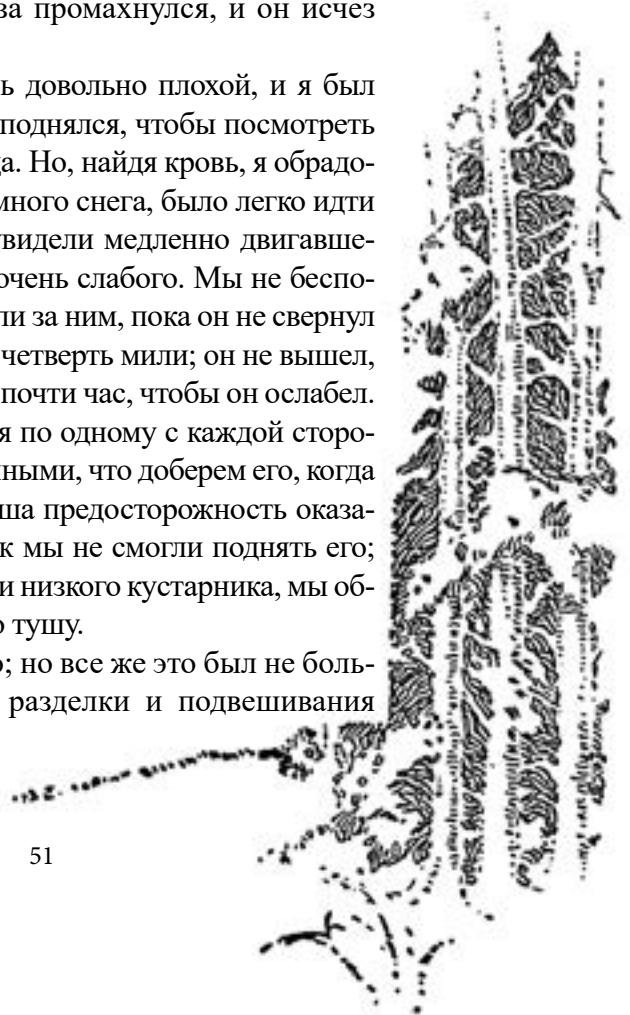 ва промахнулся, и он исчез
ь довольно плохой, и я был
поднялся, чтобы посмотреть
да. Но, найдя кровь, я обрадо-
много снега, было легко идти
увидели медленно двигавше-
очень слабого. Мы не беспо-
ли за ним, пока он не свернул
четверть мили; он не вышел,
почти час, чтобы он ослабел.
я по одному с каждой сторо-
нными, что доберем его, когда
ша предосторожность оказа-
к мы не смогли поднять его;
и низкого кустарника, мы об-
о тушу.
о; но все же это был не боль-
разделки и подвешивания
51